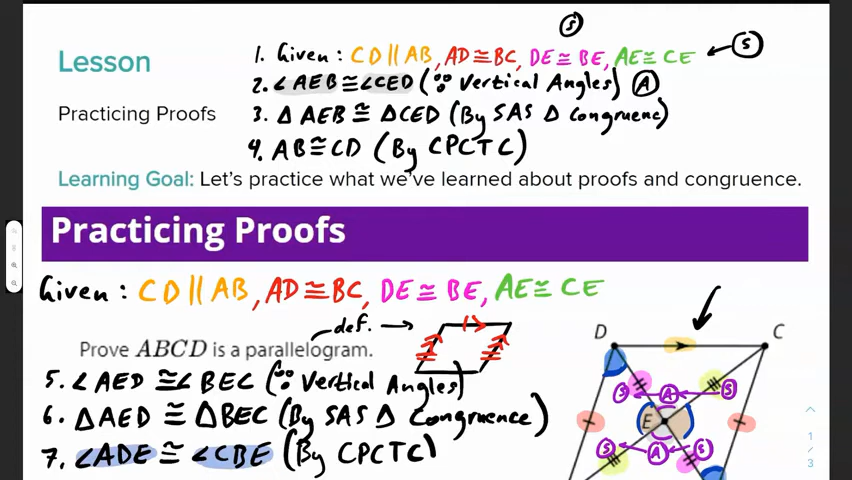 S
Lesson
1. Given : CD || AB, AD ≅ BC, DE ≅ BE, AE ≅ CE ← S
2. ∠AEB ≅ ∠CED (∵ Vertical Angles) A
Practicing Proofs
3. Δ AEB ≅ ΔCED (By SAS Δ Congruence)
4. AB ≅ CD (By CPCTC)
Learning Goal: Let's practice what we've learned about proofs and congruence.
Practicing Proofs
Given : CD || AB, AD ≅ BC, DE ≅ BE, AE ≅ CE
def. →
Prove ABCD is a parallelogram.
5. ∠AED ≅ ∠BEC (∵ Vertical Angles)
6. ΔAED ≅ ΔBEC (By SAS Δ Congruence)
7. ∠ADE ≅ ∠CBE (By CPCTC)
D C
S A S
E
S A S
1
/
3